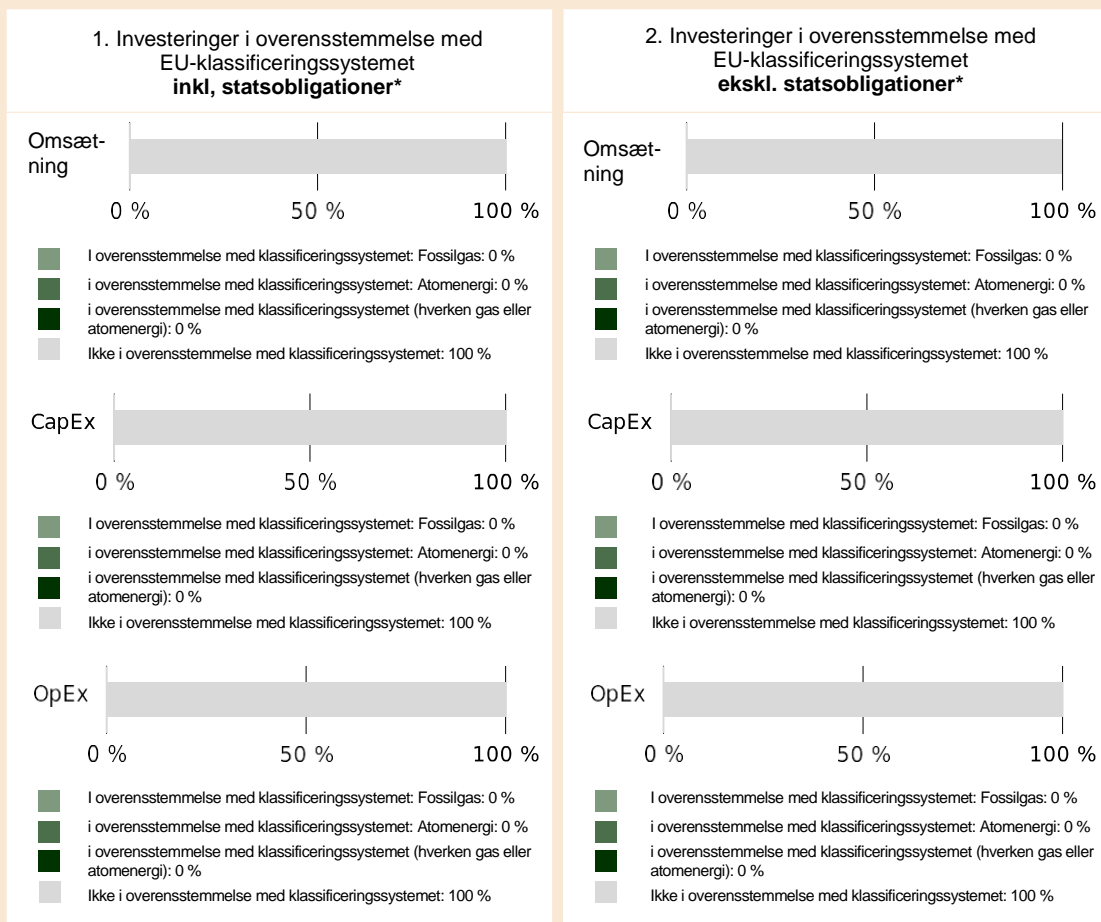 1. Investeringer i overensstemmelse med
EU-klassificeringssystemet
inkl, statsobligationer*
Omsæt-
ning
0 %
50 %
100 %
I overensstemmelse med klassificeringssystemet: Fossilgas: 0 %
i overensstemmelse med klassificeringssystemet: Atomenergi: 0 %
i overensstemmelse med klassificeringssystemet (hverken gas eller
atomenergi): 0 %
Ikke i overensstemmelse med klassificeringssystemet: 100 %
CapEx
0 %
50 %
100 %
I overensstemmelse med klassificeringssystemet: Fossilgas: 0 %
i overensstemmelse med klassificeringssystemet: Atomenergi: 0 %
i overensstemmelse med klassificeringssystemet (hverken gas eller
atomenergi): 0 %
Ikke i overensstemmelse med klassificeringssystemet: 100 %
OpEx
0 %
50 %
100 %
I overensstemmelse med klassificeringssystemet: Fossilgas: 0 %
i overensstemmelse med klassificeringssystemet: Atomenergi: 0 %
i overensstemmelse med klassificeringssystemet (hverken gas eller
atomenergi): 0 %
Ikke i overensstemmelse med klassificeringssystemet: 100 %
2. Investeringer i overensstemmelse med
EU-klassificeringssystemet
ekskl. statsobligationer*
Omsæt-
ning
0 %
50 %
100 %
I overensstemmelse med klassificeringssystemet: Fossilgas: 0 %
i overensstemmelse med klassificeringssystemet: Atomenergi: 0 %
i overensstemmelse med klassificeringssystemet (hverken gas eller
atomenergi): 0 %
Ikke i overensstemmelse med klassificeringssystemet: 100 %
CapEx
0 %
50 %
100 %
I overensstemmelse med klassificeringssystemet: Fossilgas: 0 %
i overensstemmelse med klassificeringssystemet: Atomenergi: 0 %
i overensstemmelse med klassificeringssystemet (hverken gas eller
atomenergi): 0 %
Ikke i overensstemmelse med klassificeringssystemet: 100 %
OpEx
0 %
50 %
100 %
I overensstemmelse med klassificeringssystemet: Fossilgas: 0 %
i overensstemmelse med klassificeringssystemet: Atomenergi: 0 %
i overensstemmelse med klassificeringssystemet (hverken gas eller
atomenergi): 0 %
Ikke i overensstemmelse med klassificeringssystemet: 100 %